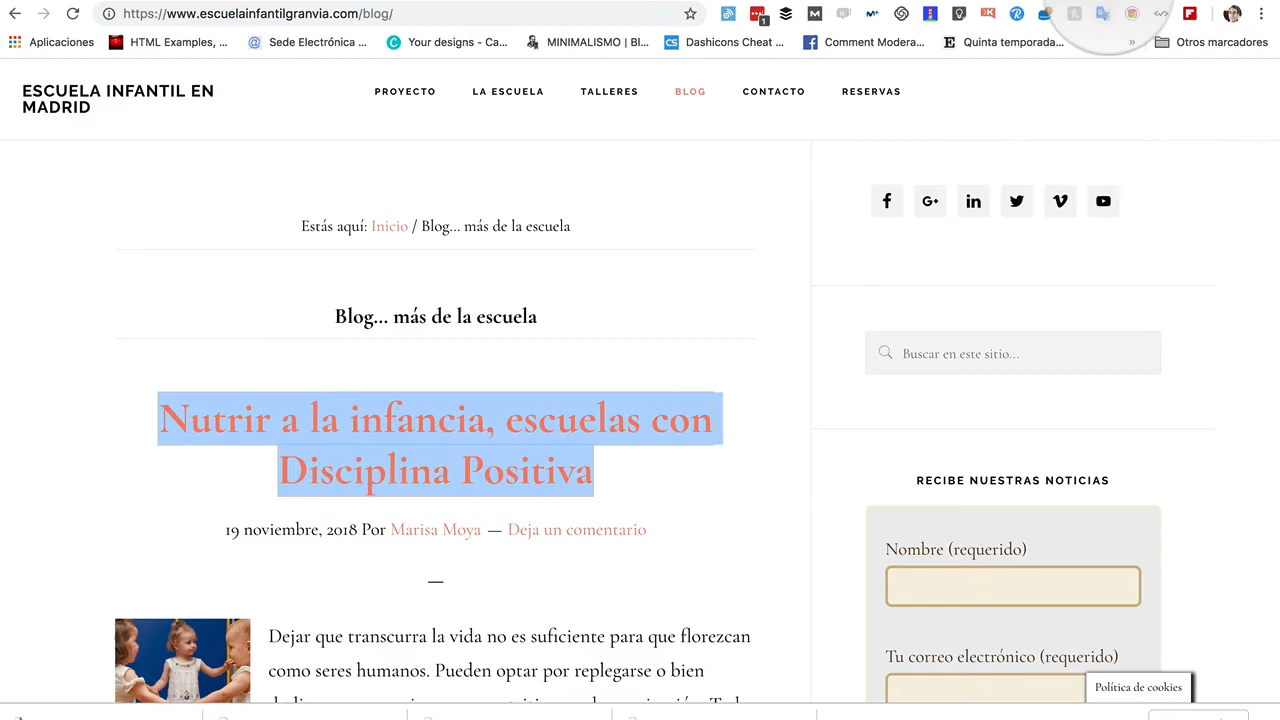 https://www.escuelainfantilgranvia.com/blog/
1
Aplicaciones
HTML Examples, ...
Sede Electrónica ...
Your designs - Ca...
MINIMALISMO | Bl...
CS
Dashicons Cheat ...
Comment Modera...
Quinta temporada...
»
Otros marcadores
ESCUELA INFANTIL EN
MADRID
PROYECTO
LA ESCUELA
TALLERES
BLOG
CONTACTO
RESERVAS
Estás aquí: Inicio / Blog... más de la escuela
Blog... más de la escuela
Nutrir a la infancia, escuelas con
Disciplina Positiva
19 noviembre, 2018 Por Marisa Moya — Deja un comentario
—
Dejar que transcurra la vida no es suficiente para que florezcan
como seres humanos. Pueden optar por replegarse o bien
Buscar en este sitio...
RECIBE NUESTRAS NOTICIAS
Nombre (requerido)
Tu correo electrónico (requerido)
Política de cookies